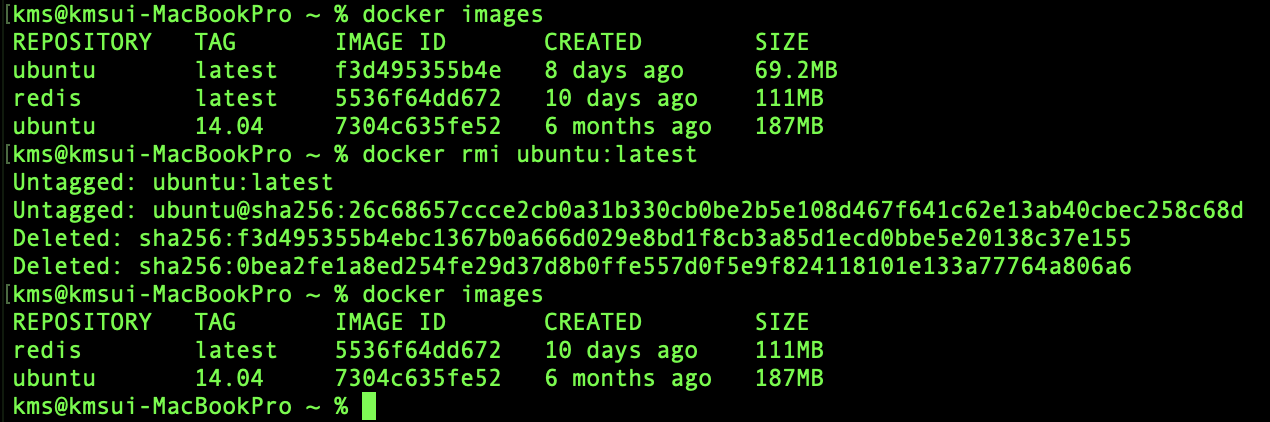 [kms@kmsui-MacBookPro ~ % docker images
REPOSITORY   TAG       IMAGE ID       CREATED        SIZE
ubuntu       latest    f3d495355b4e   8 days ago     69.2MB
redis        latest    5536f64dd672   10 days ago    111MB
ubuntu       14.04     7304c635fe52   6 months ago   187MB
[kms@kmsui-MacBookPro ~ % docker rmi ubuntu:latest
Untagged: ubuntu:latest
Untagged: ubuntu@sha256:26c68657ccce2cb0a31b330cb0be2b5e108d467f641c62e13ab40cbec258c68d
Deleted: sha256:f3d495355b4ebc1367b0a666d029e8bd1f8cb3a85d1ecd0bbe5e20138c37e155
Deleted: sha256:0bea2fe1a8ed254fe29d37d8b0ffe557d0f5e9f824118101e133a77764a806a6
[kms@kmsui-MacBookPro ~ % docker images
REPOSITORY   TAG       IMAGE ID       CREATED        SIZE
redis        latest    5536f64dd672   10 days ago    111MB
ubuntu       14.04     7304c635fe52   6 months ago   187MB
kms@kmsui-MacBookPro ~ %